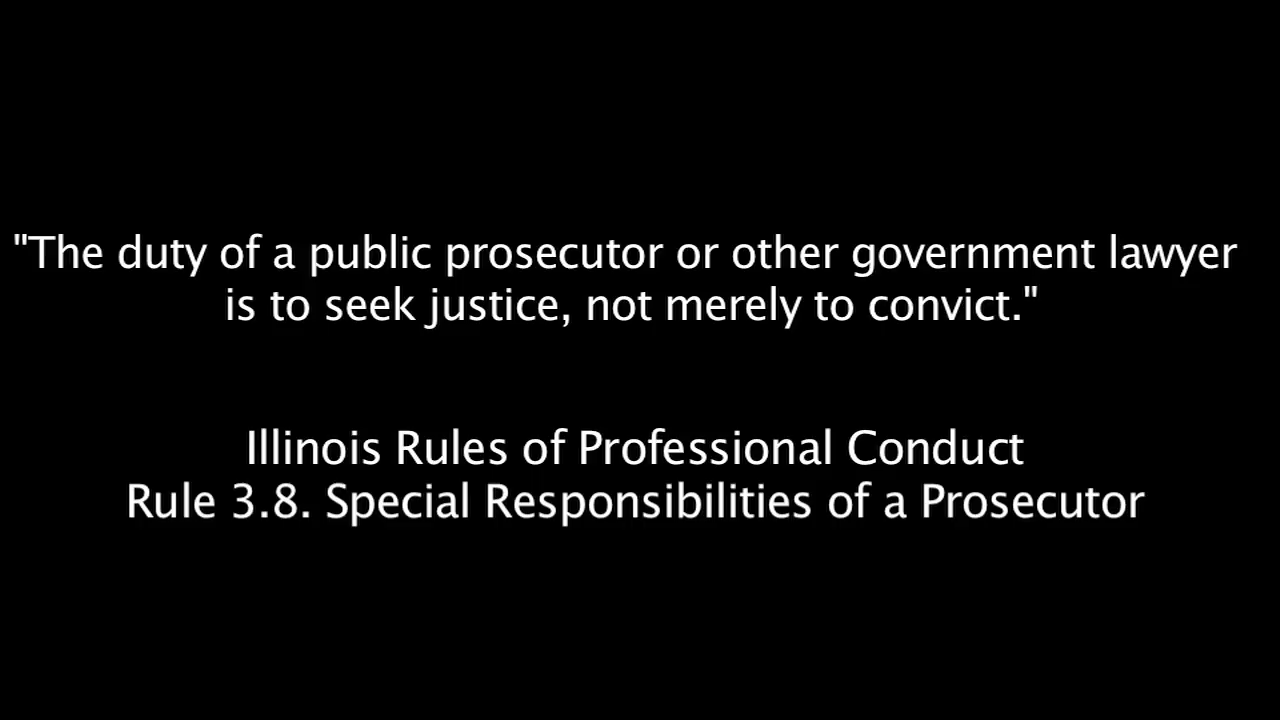 "The duty of a public prosecutor or other government lawyer
is to seek justice, not merely to convict."
Illinois Rules of Professional Conduct
Rule 3.8. Special Responsibilities of a Prosecutor